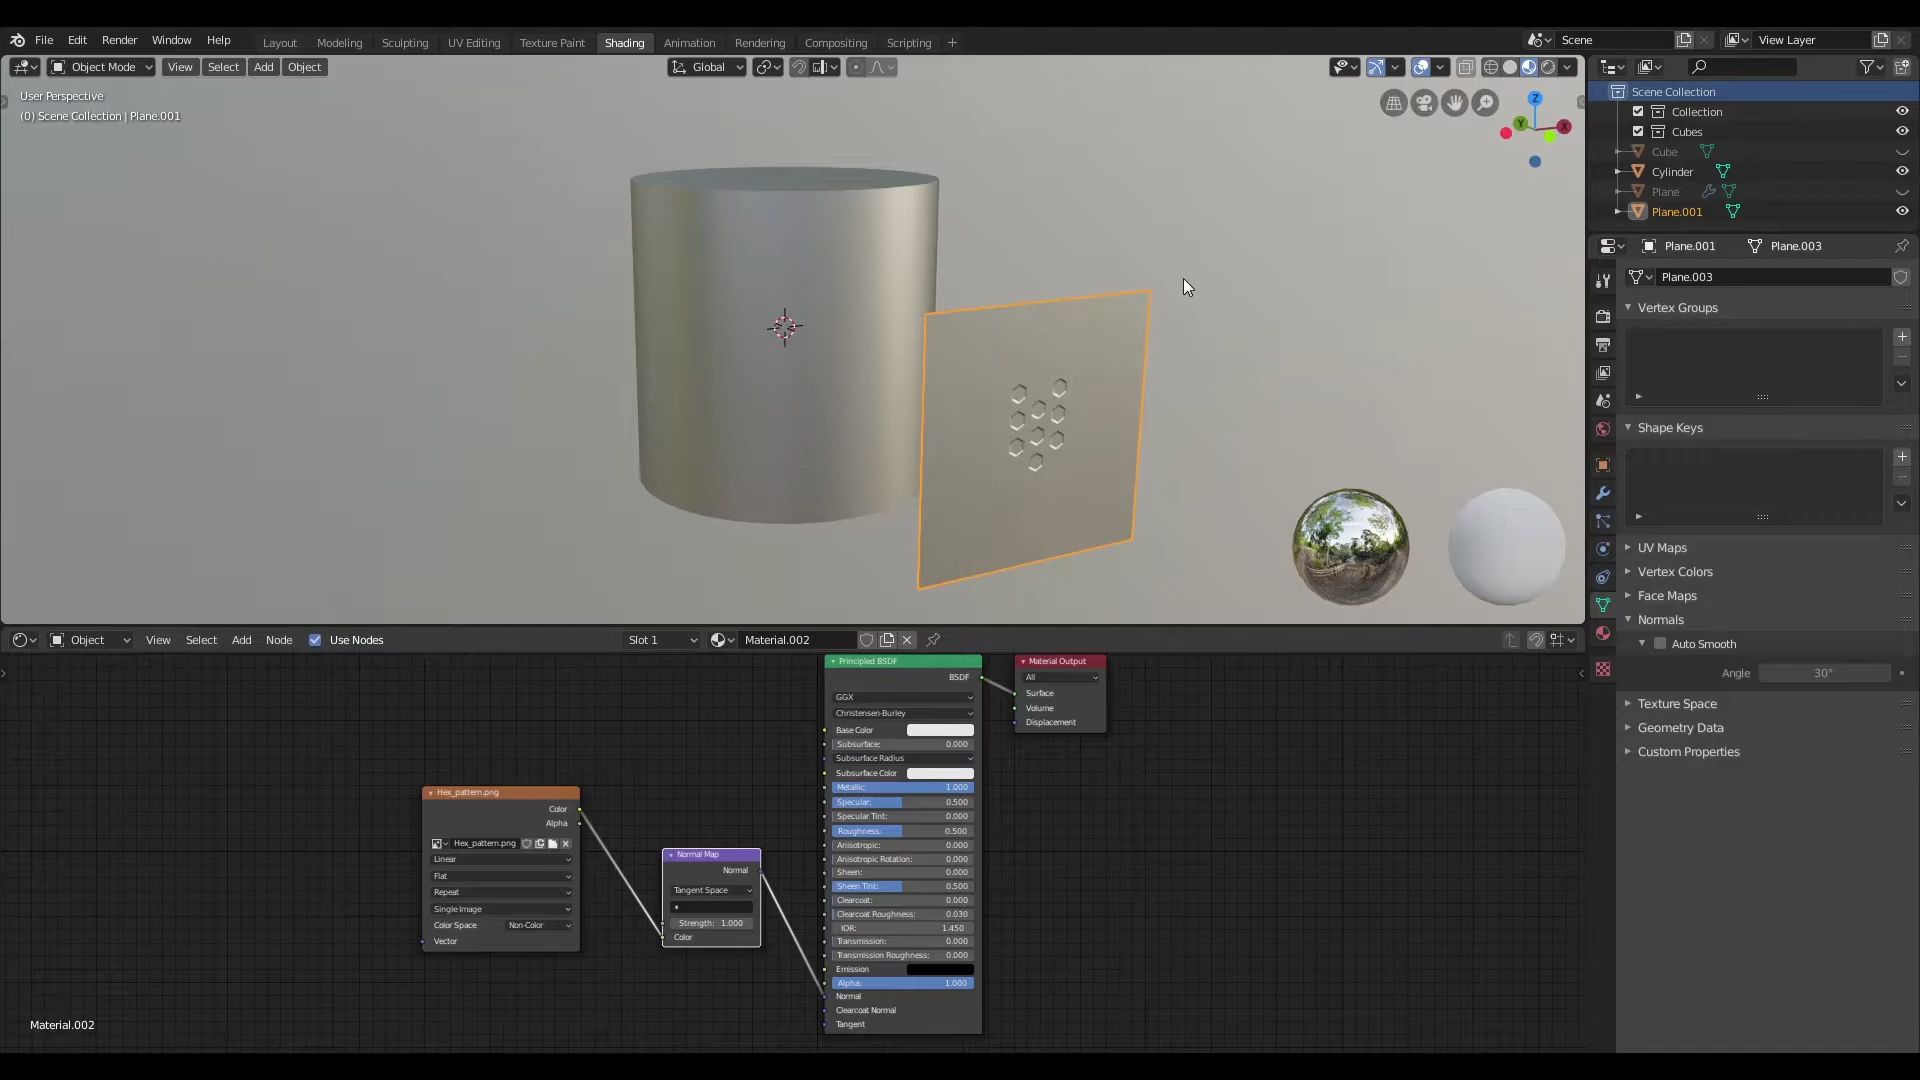 File Edit Render Window Help Layout Modeling Sculpting UV Editing Texture Paint Shading Animation Rendering Compositing Scripting + Scene View Layer
Object Mode View Select Add Object Global
User Perspective
(0) Scene Collection | Plane.001
Z
Y
X
Scene Collection
Collection
Cubes
Cube
Cylinder
Plane
Plane.001
Plane.001 Plane.003
Plane.003
Vertex Groups
Shape Keys
UV Maps
Vertex Colors
Face Maps
Normals
Auto Smooth
Angle 30°
Texture Space
Geometry Data
Custom Properties
Object View Select Add Node Use Nodes Slot 1 Material.002
Hex_pattern.png
Color
Alpha
Hex_pattern.png
Linear
Flat
Repeat
Single Image
Color Space Non-Color
Vector
Normal Map
Normal
Tangent Space
Strength: 1.000
Color
Principled BSDF
BSDF
GGX
Christensen-Burley
Base Color
Subsurface: 0.000
Subsurface Radius
Subsurface Color
Metallic: 1.000
Specular: 0.500
Specular Tint: 0.000
Roughness: 0.500
Anisotropic: 0.000
Anisotropic Rotation: 0.000
Sheen: 0.000
Sheen Tint: 0.500
Clearcoat: 0.000
Clearcoat Roughness: 0.030
IOR: 1.450
Transmission: 0.000
Transmission Roughness: 0.000
Emission
Alpha: 1.000
Normal
Clearcoat Normal
Tangent
Material Output
All
Surface
Volume
Displacement
Material.002